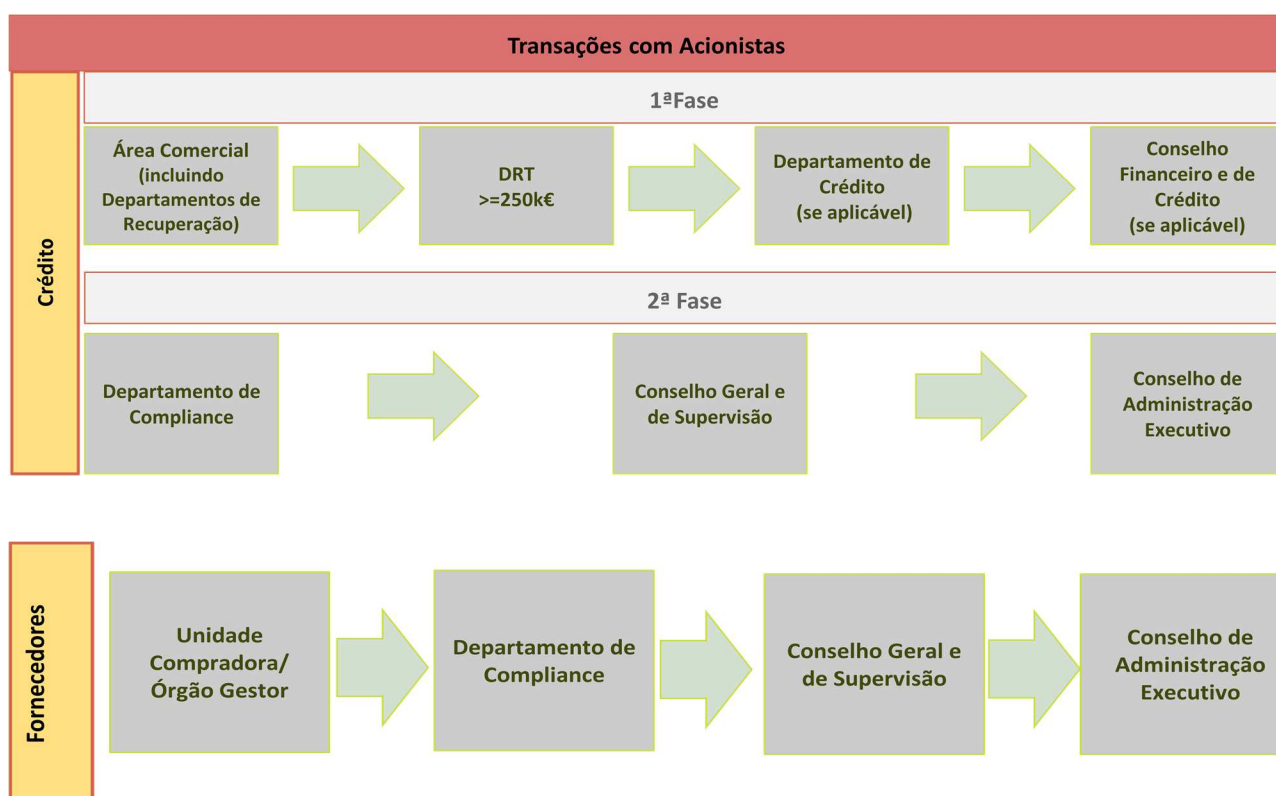 Transações com Acionistas
Crédito
1ªFase
Área Comercial
(incluindo
Departamentos de
Recuperação)
DRT
>=250k€
Departamento de
Crédito
(se aplicável)
Conselho
Financeiro e de
Crédito
(se aplicável)
2ª Fase
Departamento de
Compliance
Conselho Geral e
de Supervisão
Conselho de
Administração
Executivo
Fornecedores
Unidade
Compradora/
Órgão Gestor
Departamento de
Compliance
Conselho Geral e
de Supervisão
Conselho de
Administração
Executivo